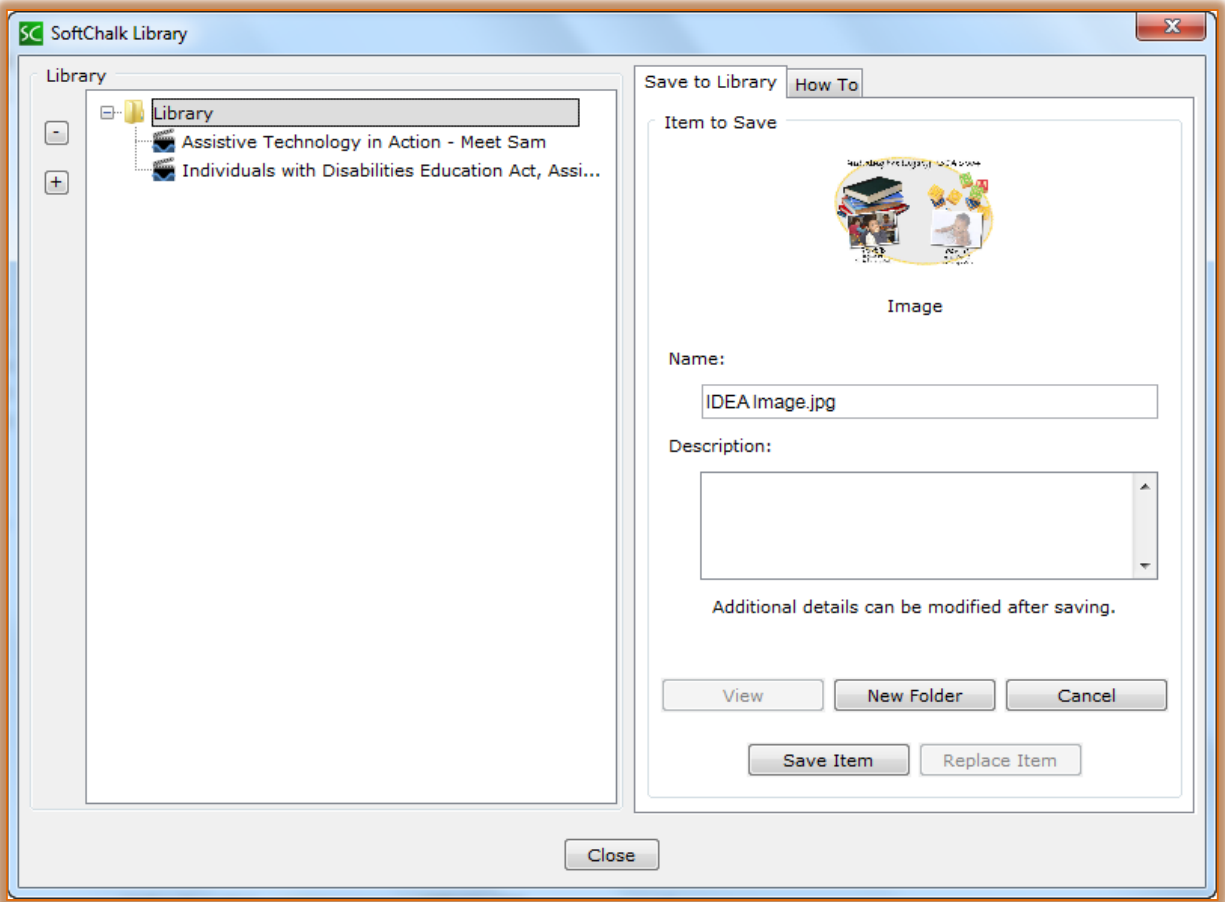 SC SoftChalk Library
x
Library
-
+
Library
Assistive Technology in Action - Meet Sam
Individuals with Disabilities Education Act, Assi...
Save to Library
How To
Item to Save
Image
Name:
IDEA Image.jpg
Description:
Additional details can be modified after saving.
View
New Folder
Cancel
Save Item
Replace Item
Close